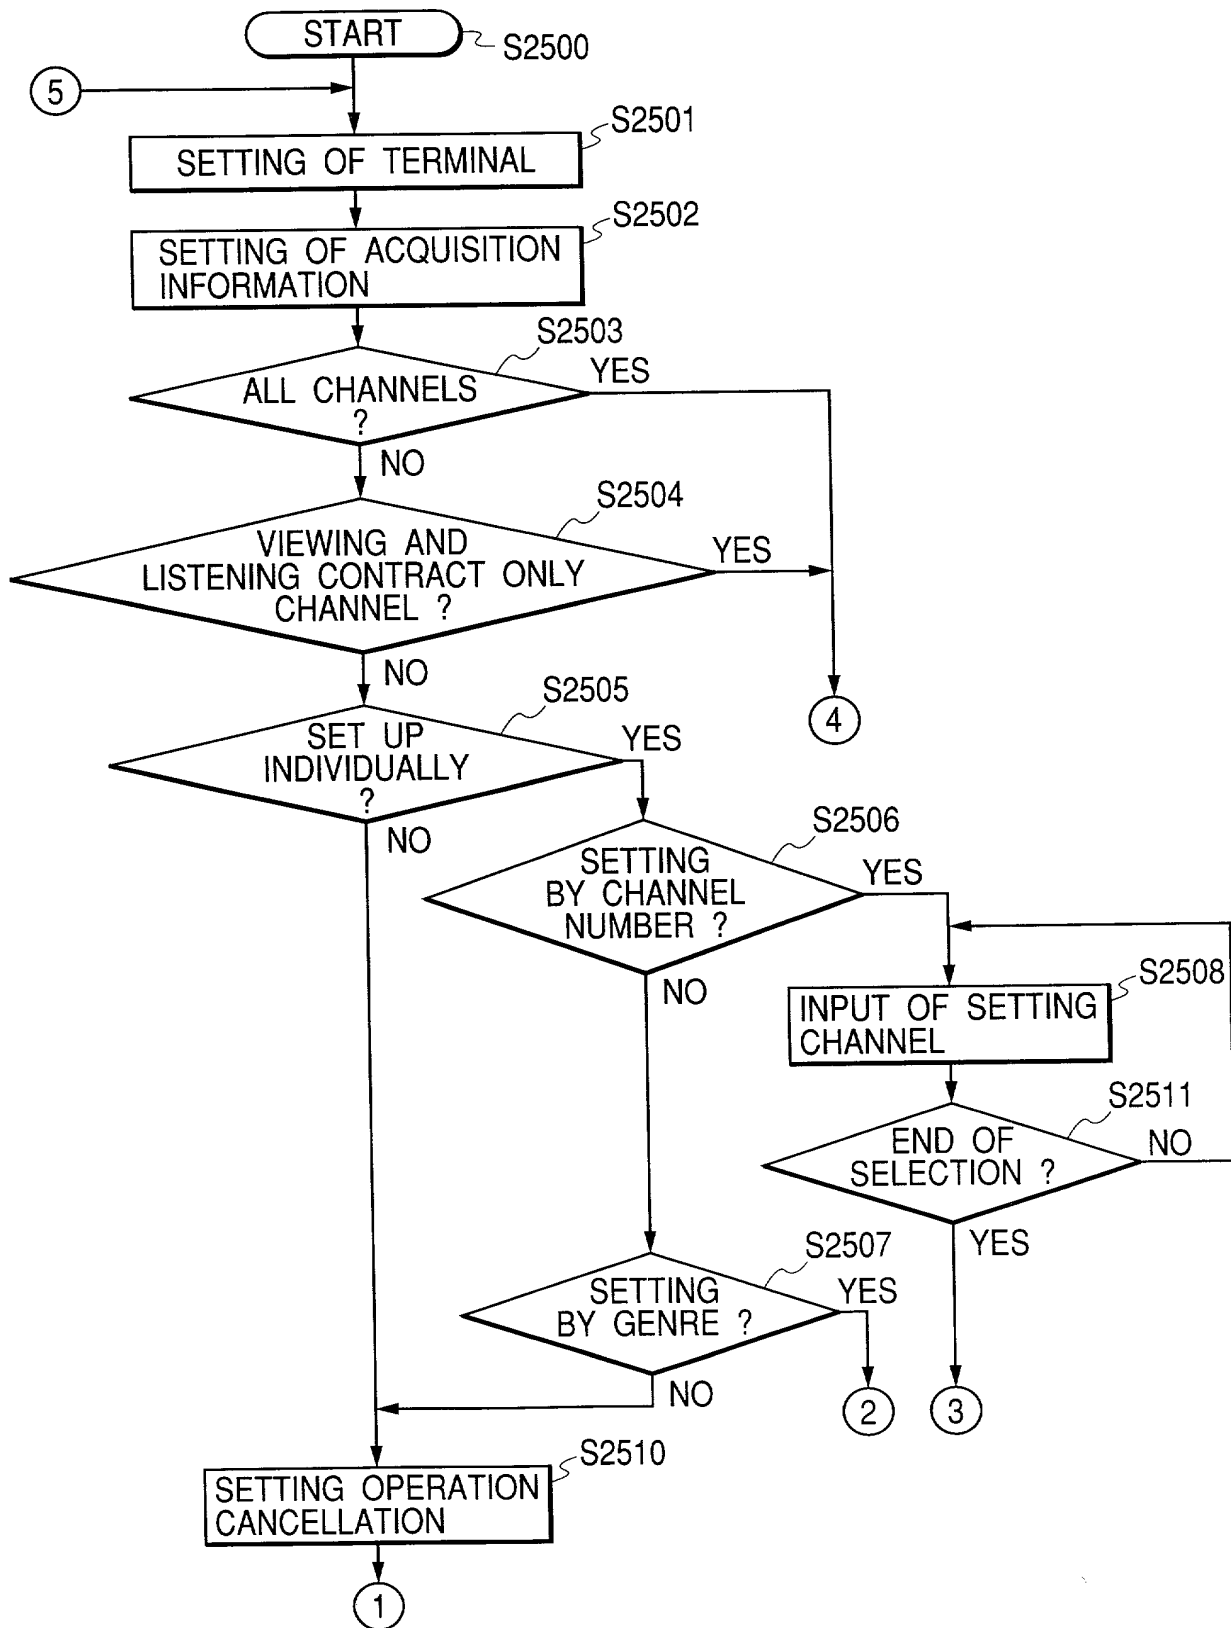 START
S2500
5
S2501
SETTING OF TERMINAL
S2502
SETTING OF ACQUISITION
INFORMATION
S2503
ALL CHANNELS
?
YES
NO
S2504
VIEWING AND
LISTENING CONTRACT ONLY
CHANNEL ?
YES
NO
4
S2505
SET UP
INDIVIDUALLY
?
YES
NO
S2506
SETTING
BY CHANNEL
NUMBER ?
YES
NO
S2508
INPUT OF SETTING
CHANNEL
S2511
END OF
SELECTION ?
NO
YES
S2507
SETTING
BY GENRE ?
YES
NO
2
3
S2510
SETTING OPERATION
CANCELLATION
1